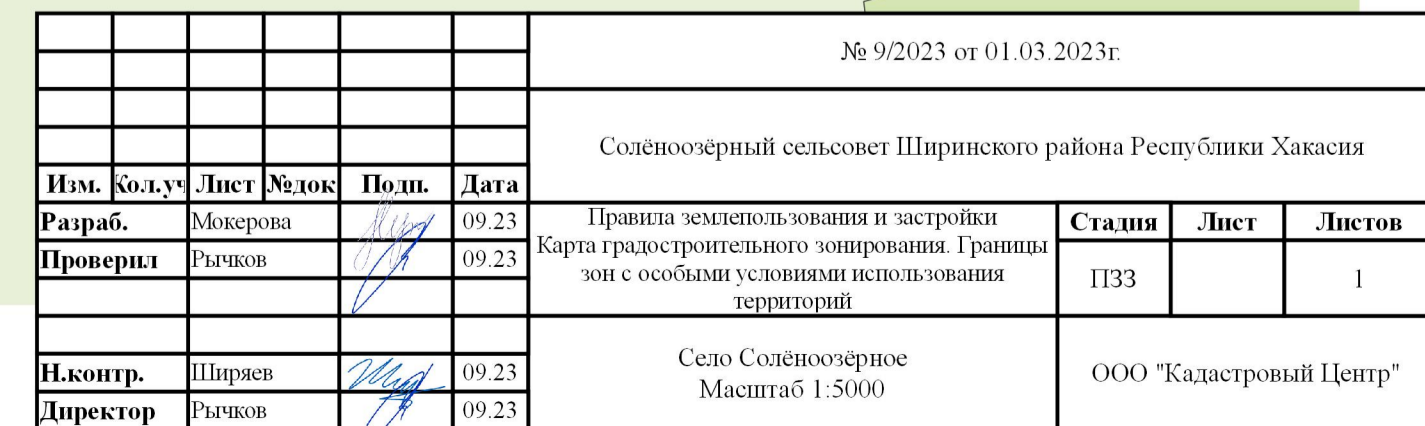 № 9/2023 от 01.03.2023г.
Солёноозёрный сельсовет Ширинского района Республики Хакасия
Изм. Кол.уч Лист №док Подп. Дата
Разраб. Мокерова 09.23
Проверил Рычков 09.23
Правила землепользования и застройки
Карта градостроительного зонирования. Границы
зон с особыми условиями использования
территорий
Стадия Лист Листов
ПЗЗ 1
Н.контр. Ширяев 09.23
Директор Рычков 09.23
Село Солёноозёрное
Масштаб 1:5000
ООО "Кадастровый Центр"